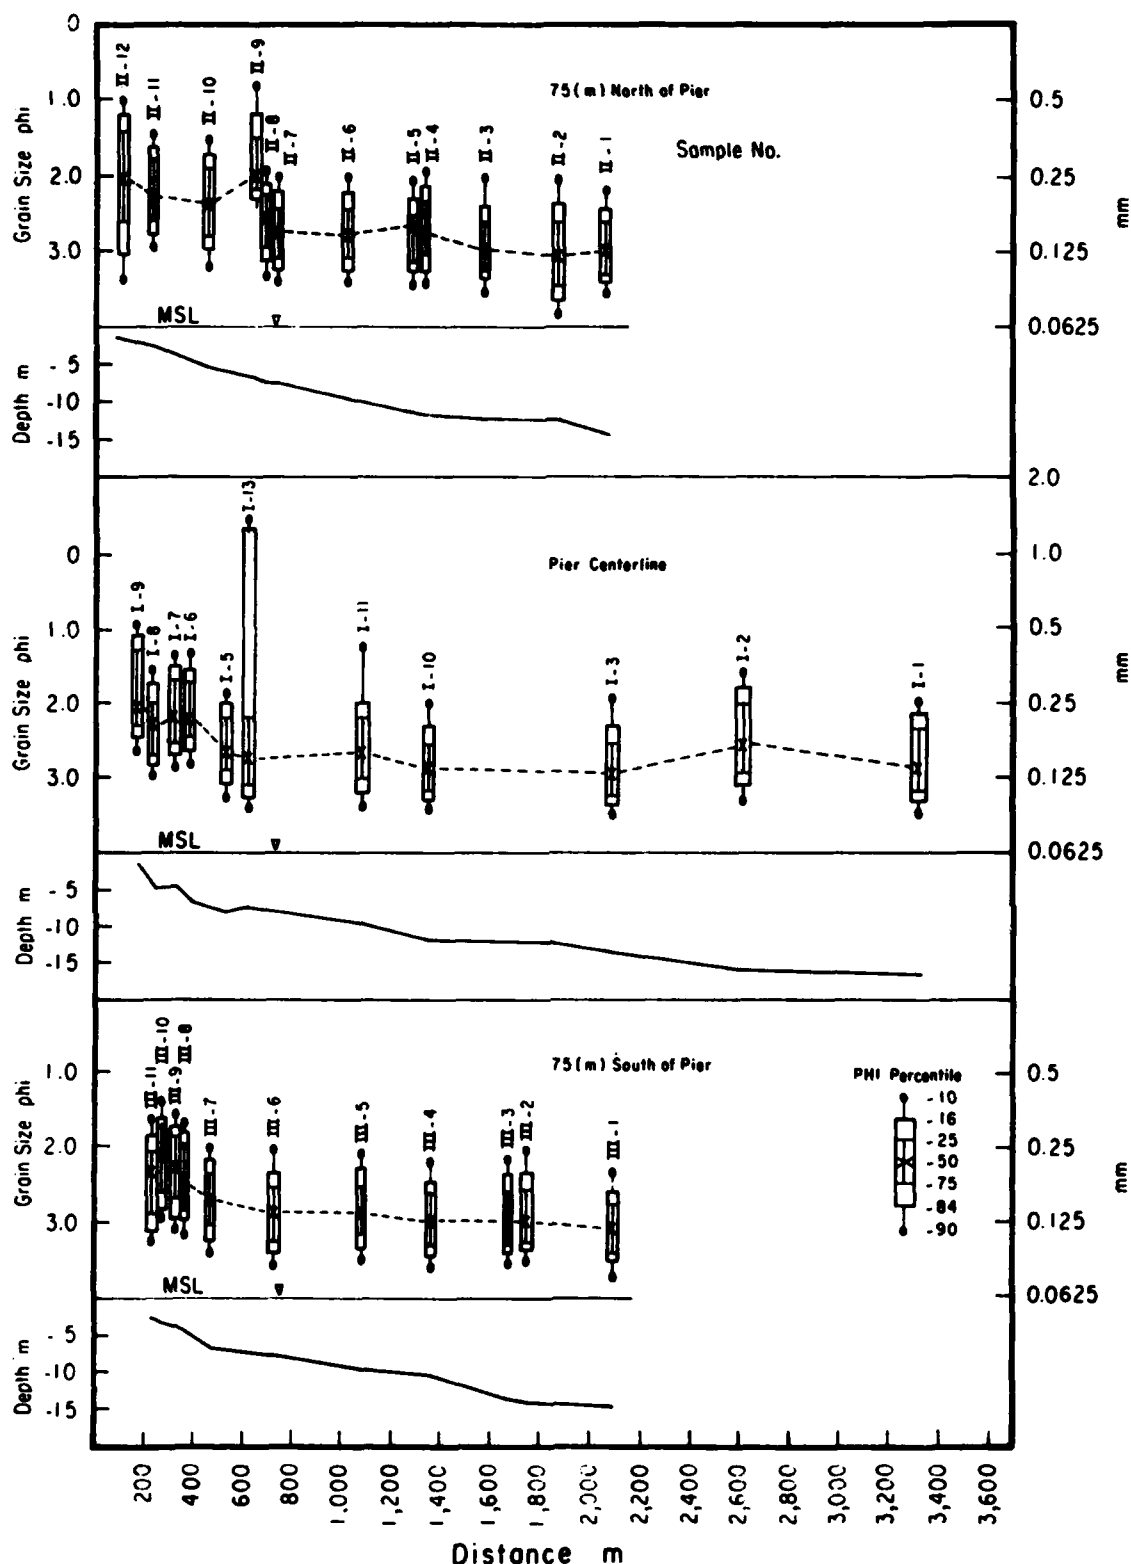 0
1.0
2.0
3.0
Grain Size phi
II-12
II-11
II-10
II-9
II-8
II-7
II-6
II-5
II-4
II-3
II-2
II-1
75(m) North of Pier
Sample No.
0.5
0.25
0.125
0.0625
mm
MSL
Depth m
-5
-10
-15
2.0
1.0
0.5
0.25
0.125
0.0625
mm
0
1.0
2.0
3.0
Grain Size phi
I-9
I-8
I-7
I-6
I-5
I-13
I-11
I-10
I-3
I-2
I-1
Pier Centerline
MSL
Depth m
-5
-10
-15
1.0
2.0
3.0
Grain Size phi
III-11
III-10
III-9
III-8
III-7
III-6
III-5
III-4
III-3
III-2
III-1
75(m) South of Pier
PHI Percentile
-10
-16
-25
-50
-75
-84
-90
0.5
0.25
0.125
0.0625
mm
MSL
Depth m
-5
-10
-15
200
400
600
800
1.000
1,200
1,400
1,600
1,800
2,000
2,200
2,400
2,600
2,800
3,000
3,200
3,400
3,600
Distance m